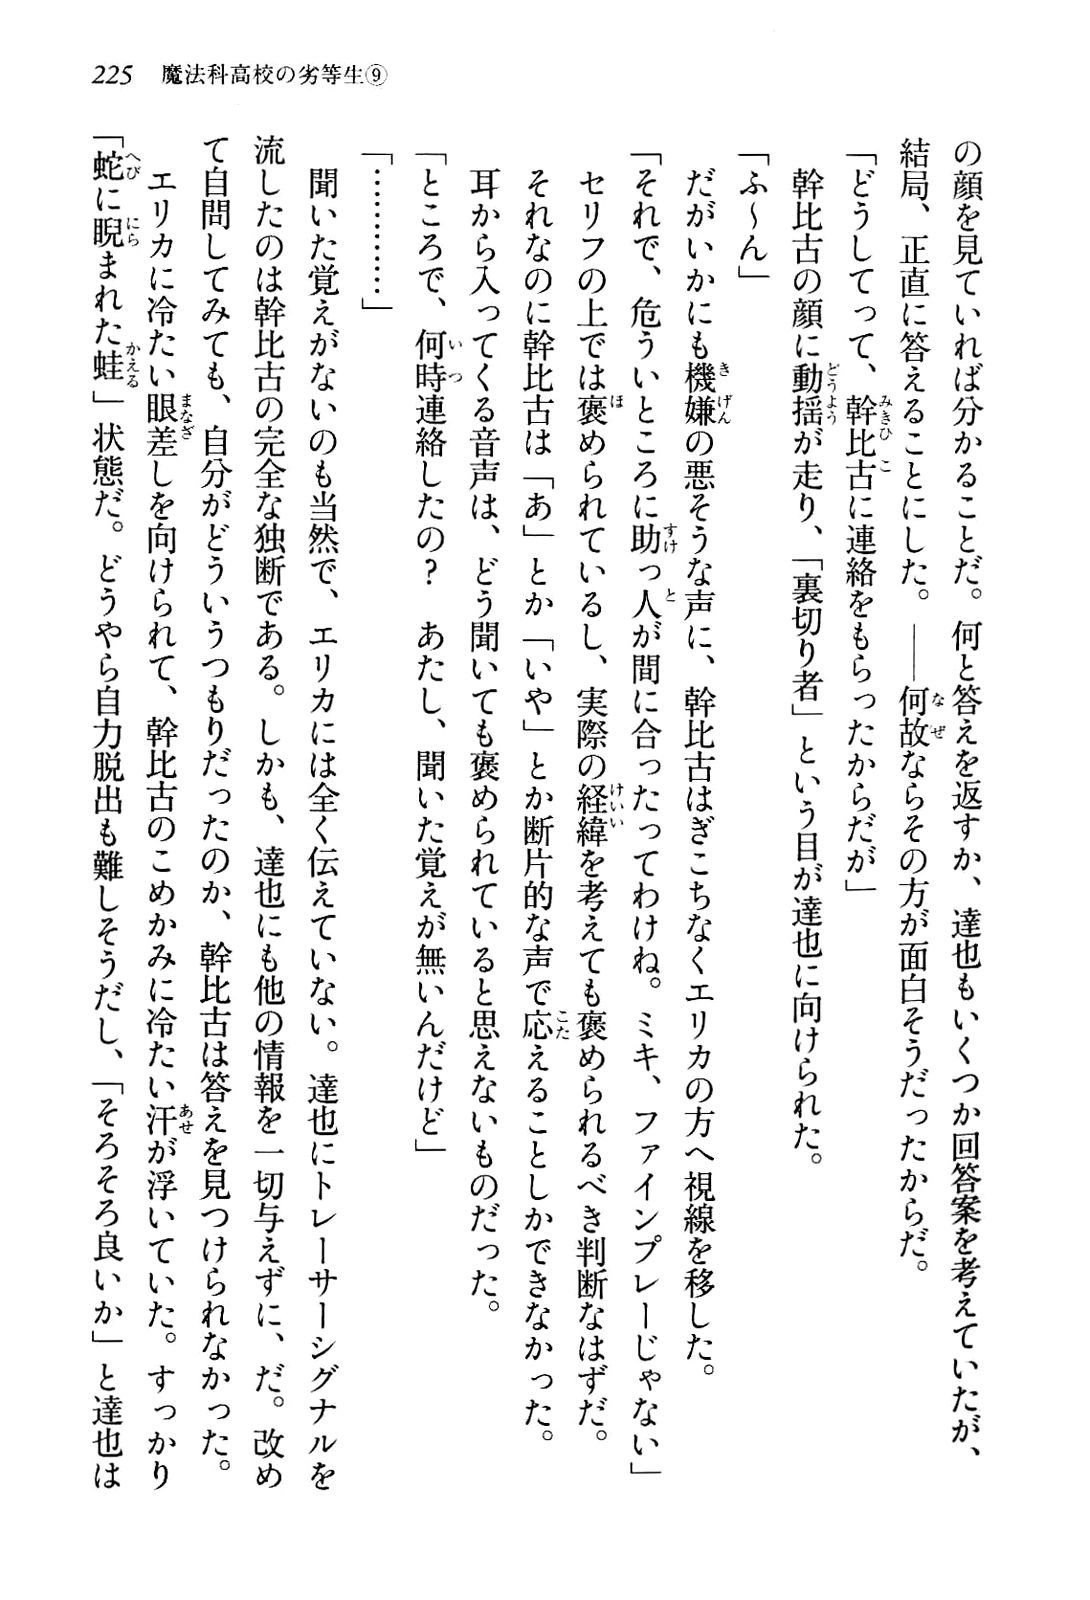 225　魔法科高校の劣等生⑨
の顔を見ていれば分かることだ。何と答えを返すか、達也もいくつか回答案を考えていたが、
結局、正直に答えることにした。――何故ならその方が面白そうだったからだ。
「どうしてって、幹比古に連絡をもらったからだが」
　幹比古の顔に動揺が走り、「裏切り者」という目が達也に向けられた。
「ふ～ん」
　だがいかにも機嫌の悪そうな声に、幹比古はぎこちなくエリカの方へ視線を移した。
「それで、危ういところに助っ人が間に合ったってわけね。ミキ、ファインプレーじゃない」
　セリフの上では褒められているし、実際の経緯を考えても褒められるべき判断なはずだ。
　それなのに幹比古は「あ」とか「いや」とか断片的な声で応えることしかできなかった。
　耳から入ってくる音声は、どう聞いても褒められていると思えないものだった。
「ところで、何時連絡したの？　あたし、聞いた覚えが無いんだけど」
「…………」
　聞いた覚えがないのも当然で、エリカには全く伝えていない。達也にトレーサーシグナルを
流したのは幹比古の完全な独断である。しかも、達也にも他の情報を一切与えずに、だ。改め
て自問してみても、自分がどういうつもりだったのか、幹比古は答えを見つけられなかった。
　エリカに冷たい眼差しを向けられて、幹比古のこめかみに冷たい汗が浮いていた。すっかり
「蛇に睨まれた蛙」状態だ。どうやら自力脱出も難しそうだし、「そろそろ良いか」と達也は